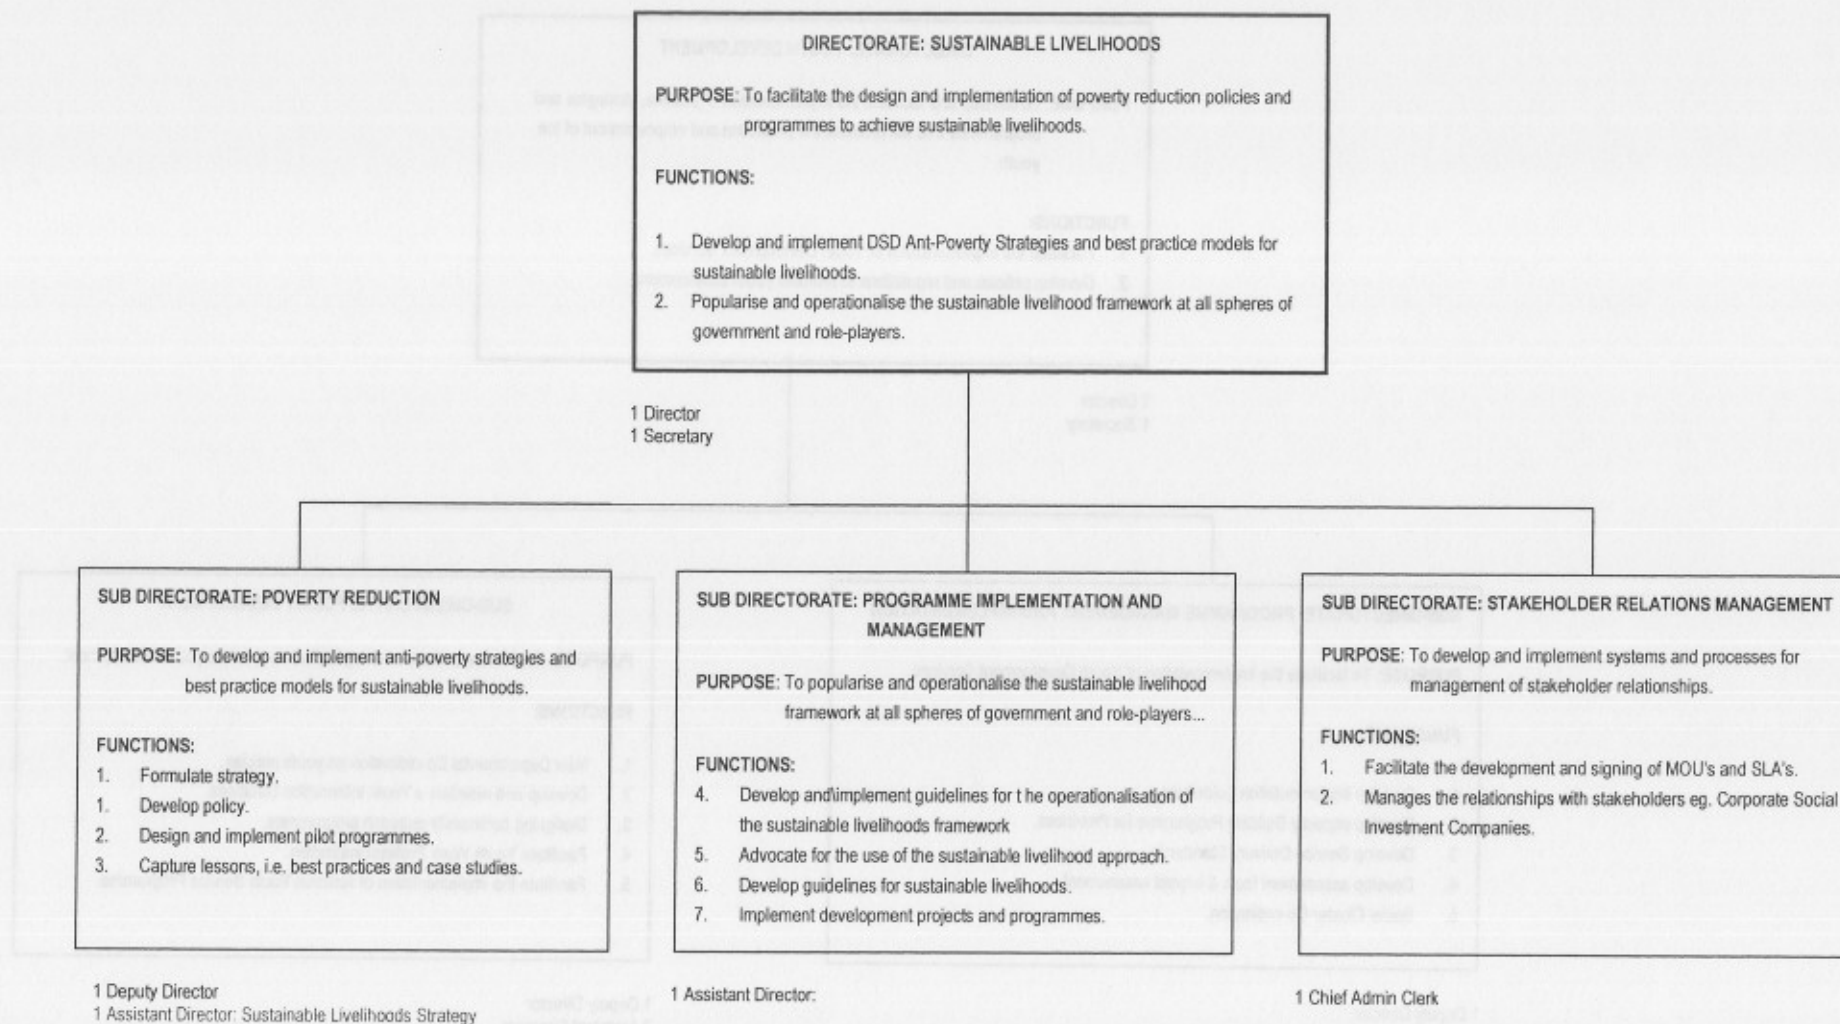 DIRECTORATE: SUSTAINABLE LIVELIHOODS
PURPOSE: To facilitate the design and implementation of poverty reduction policies and
programmes to achieve sustainable livelihoods.
FUNCTIONS:
1. Develop and implement DSD Ant-Poverty Strategies and best practice models for
sustainable livelihoods.
2. Popularise and operationalise the sustainable livelihood framework at all spheres of
government and role-players.
1 Director
1 Secretary
SUB DIRECTORATE: POVERTY REDUCTION
PURPOSE: To develop and implement anti-poverty strategies and
best practice models for sustainable livelihoods.
FUNCTIONS:
1. Formulate strategy.
1. Develop policy.
2. Design and implement pilot programmes.
3. Capture lessons, i.e. best practices and case studies.
1 Deputy Director
1 Assistant Director: Sustainable Livelihoods Strategy
SUB DIRECTORATE: PROGRAMME IMPLEMENTATION AND
MANAGEMENT
PURPOSE: To popularise and operationalise the sustainable livelihood
framework at all spheres of government and role-players...
FUNCTIONS:
4. Develop and\implement guidelines for t he operationalisation of
the sustainable livelihoods framework
5. Advocate for the use of the sustainable livelihood approach.
6. Develop guidelines for sustainable livelihoods.
7. Implement development projects and programmes.
1 Assistant Director:
SUB DIRECTORATE: STAKEHOLDER RELATIONS MANAGEMENT
PURPOSE: To develop and implement systems and processes for
management of stakeholder relationships.
FUNCTIONS:
1. Facilitate the development and signing of MOU's and SLA's.
2. Manages the relationships with stakeholders eg. Corporate Social
Investment Companies.
1 Chief Admin Clerk